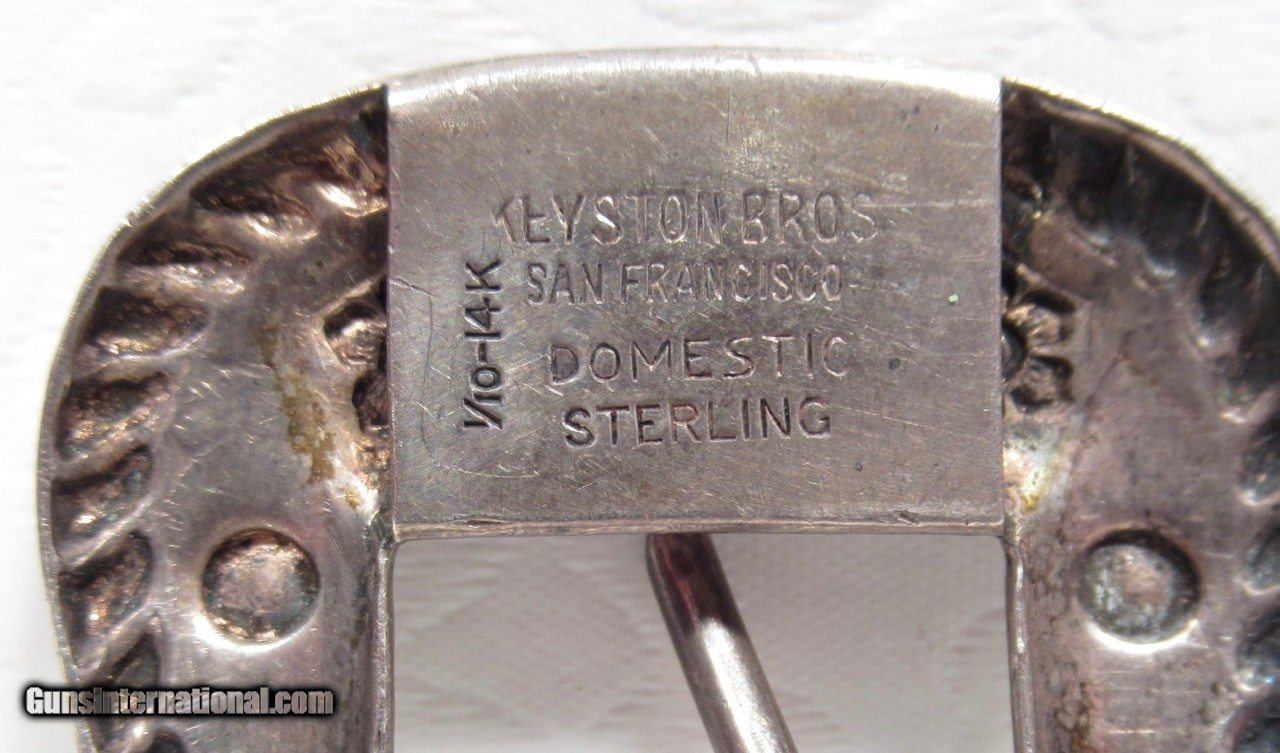 KEYSTON BROS
SAN FRANCISCO
1/10-14K
DOMESTIC
STERLING
GunsInternational.com